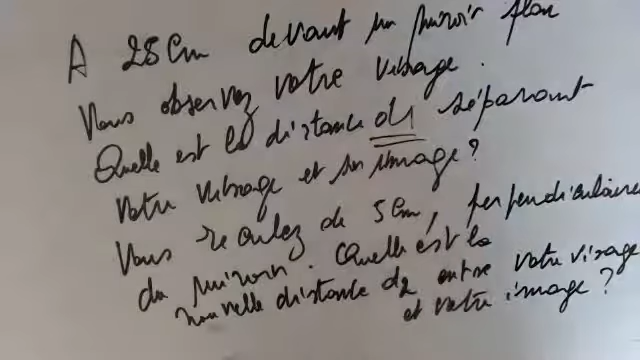 A 25 cm devant un miroir plan
Vous observez votre visage.
Quelle est la distance d1 séparant
votre visage et son image?
Vous reculez de 5 cm, perpendiculaire
du miroir. Quelle est la
nouvelle distance d2 entre votre visage
et votre image?